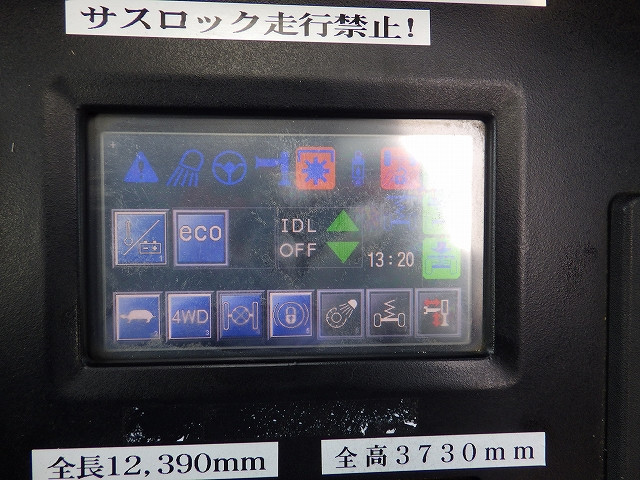 サスロック走行禁止!
eco
IDL
OFF
13:20
4WD
全長12,390mm
全高3730mm